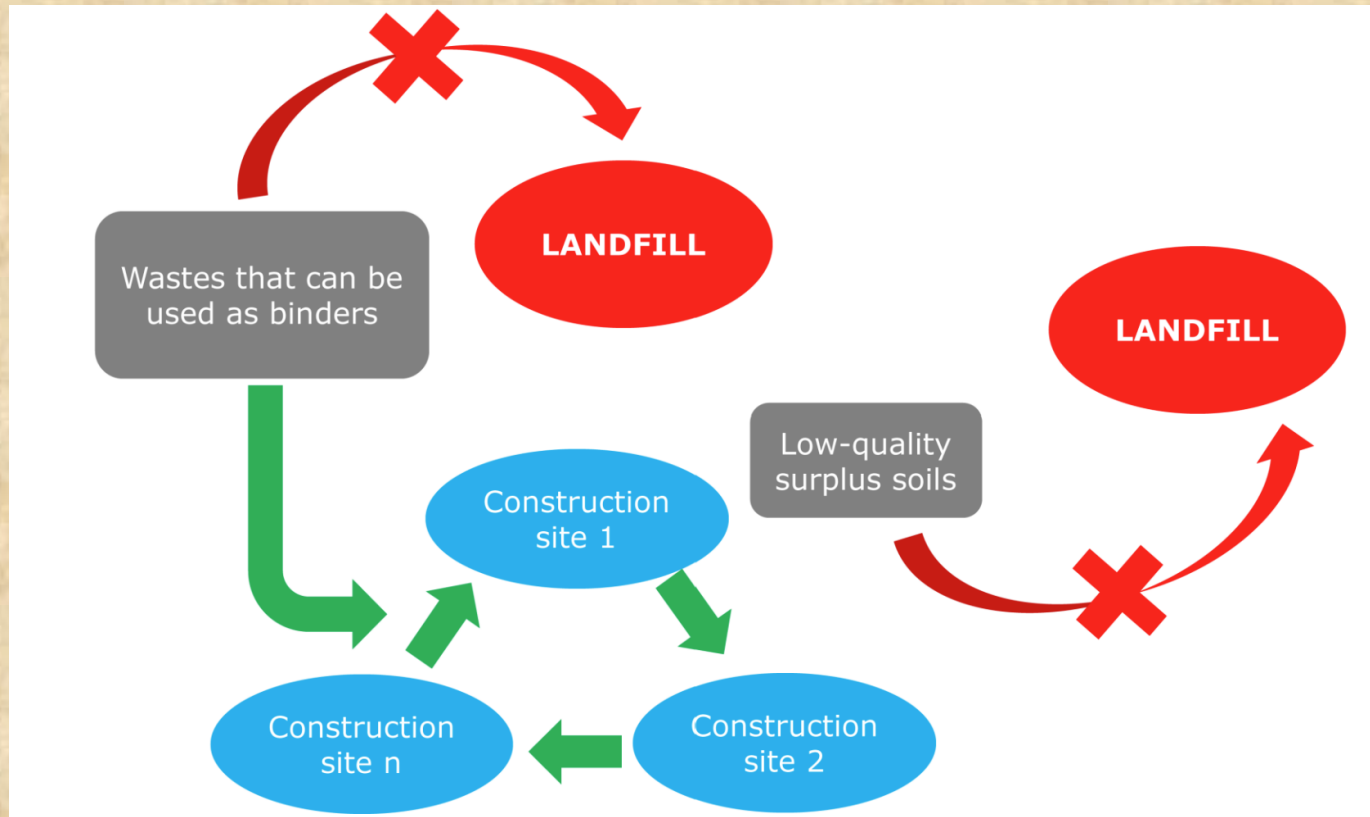 LANDFILL
Wastes that can be
used as binders
LANDFILL
Low-quality
surplus soils
Construction
site 1
Construction
site n
Construction
site 2